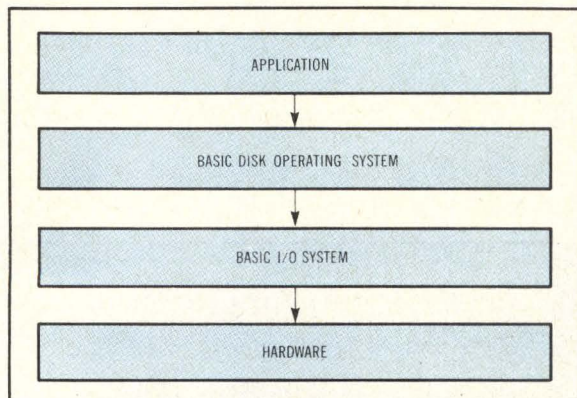 APPLICATION
BASIC DISK OPERATING SYSTEM
BASIC I/O SYSTEM
HARDWARE